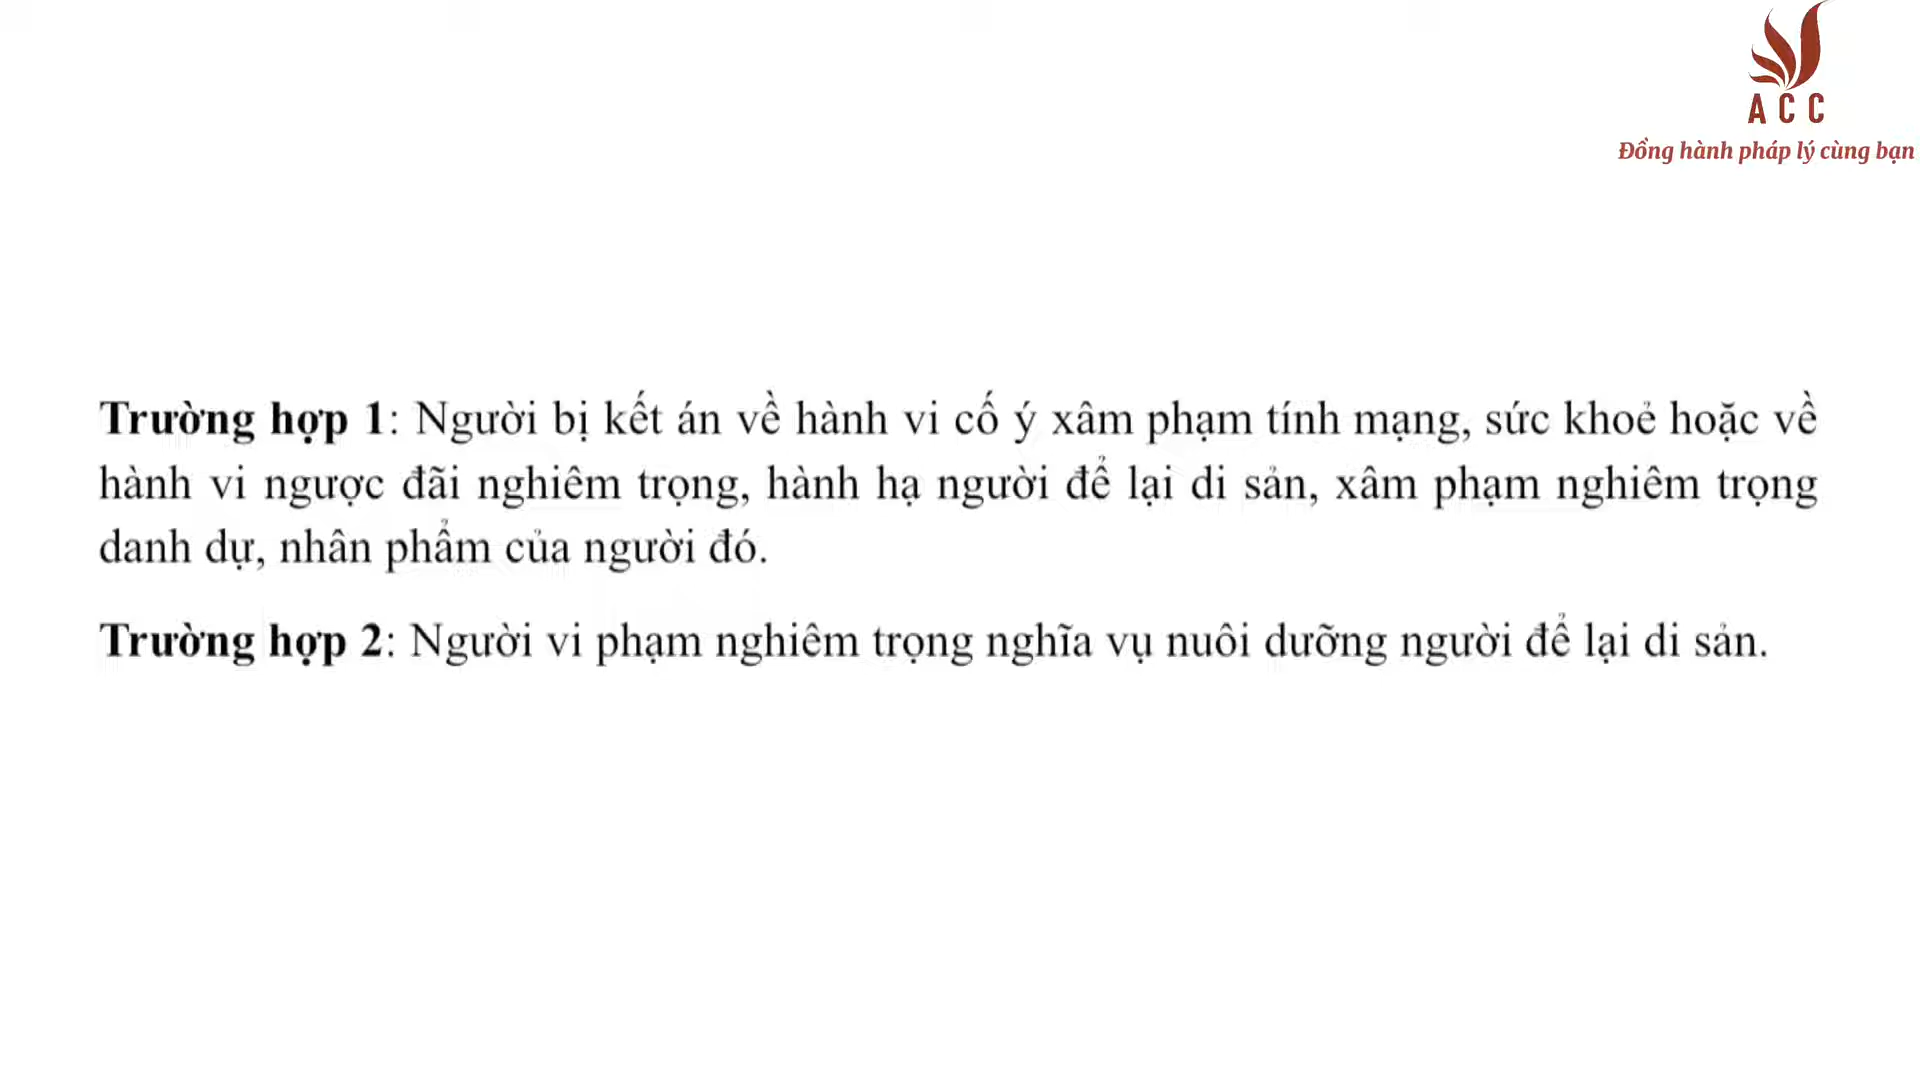 ACC
Đồng hành pháp lý cùng bạn
Trường hợp 1: Người bị kết án về hành vi cố ý xâm phạm tính mạng, sức khoẻ hoặc về
hành vi ngược đãi nghiêm trọng, hành hạ người để lại di sản, xâm phạm nghiêm trọng
danh dự, nhân phẩm của người đó.
Trường hợp 2: Người vi phạm nghiêm trọng nghĩa vụ nuôi dưỡng người để lại di sản.